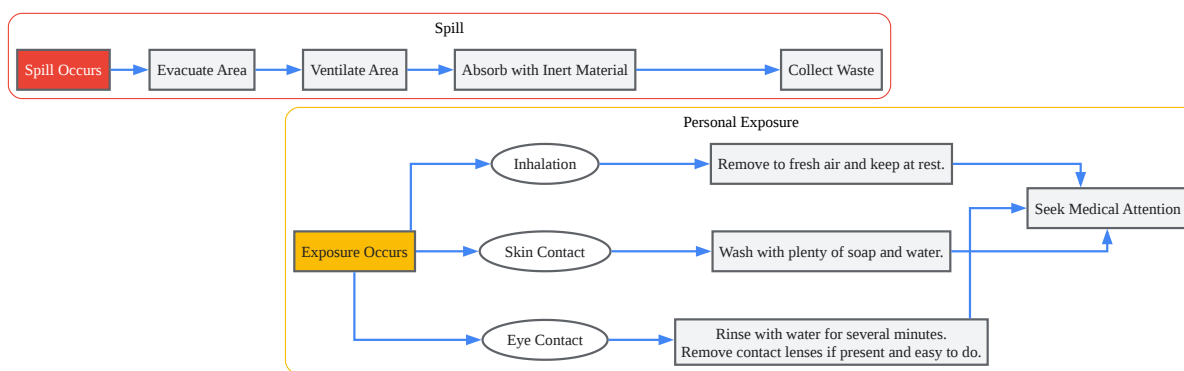 Spill
Spill Occurs
Evacuate Area
Ventilate Area
Absorb with Inert Material
Collect Waste
Personal Exposure
Inhalation
Remove to fresh air and keep at rest.
Seek Medical Attention
Exposure Occurs
Skin Contact
Wash with plenty of soap and water.
Eye Contact
Rinse with water for several minutes.
Remove contact lenses if present and easy to do.